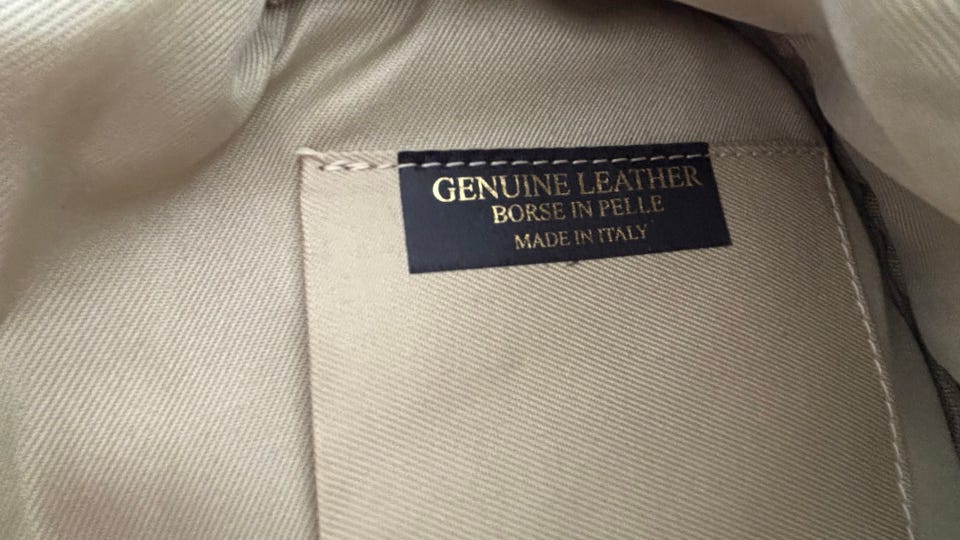 GENUINE LEATHER
BORSE IN PELLE
MADE IN ITALY